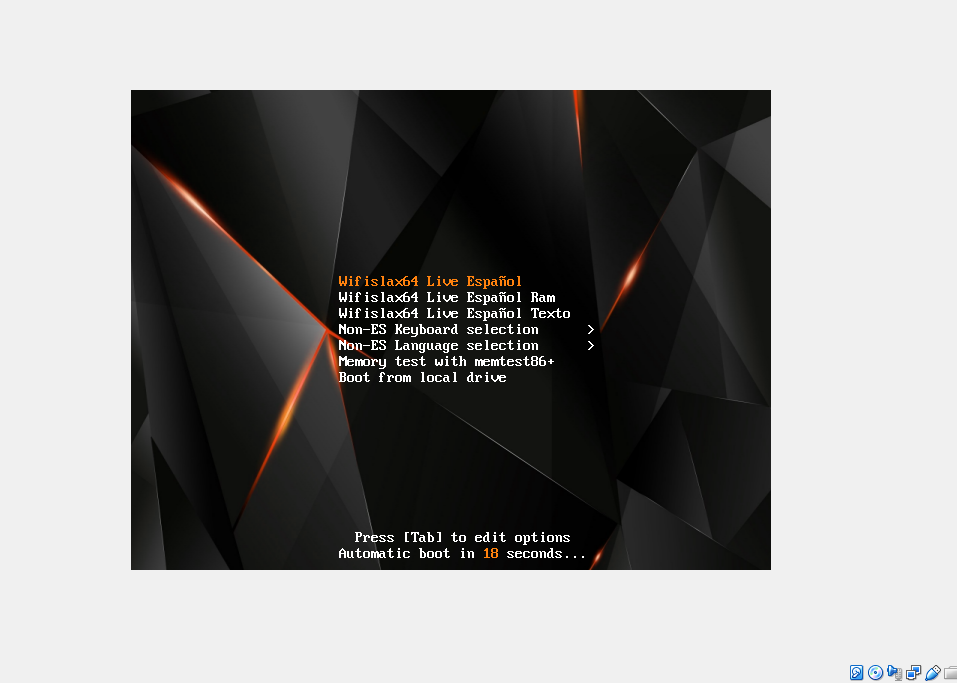 Wifislax64 Live Español
Wifislax64 Live Español Ram
Wifislax64 Live Español Texto
Non-ES Keyboard selection >
Non-ES Language selection >
Memory test with memtest86+
Boot from local drive
Press [Tab] to edit options
Automatic boot in 18 seconds...